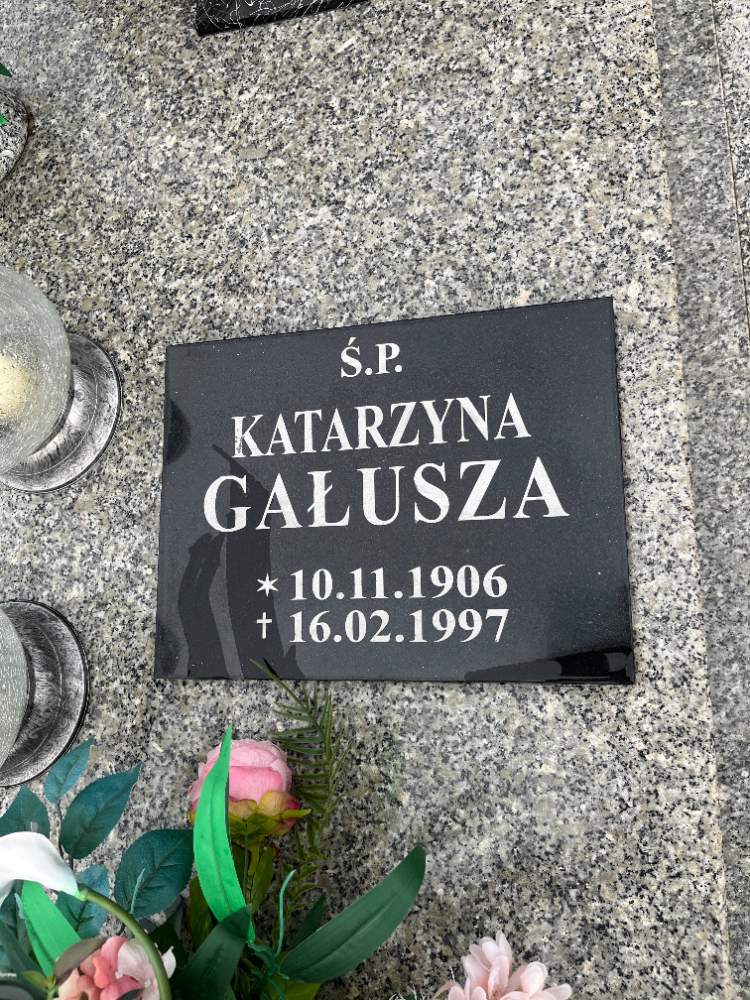 Ś.P.
KATARZYNA
GAŁUSZA
* 10.11.1906
† 16.02.1997